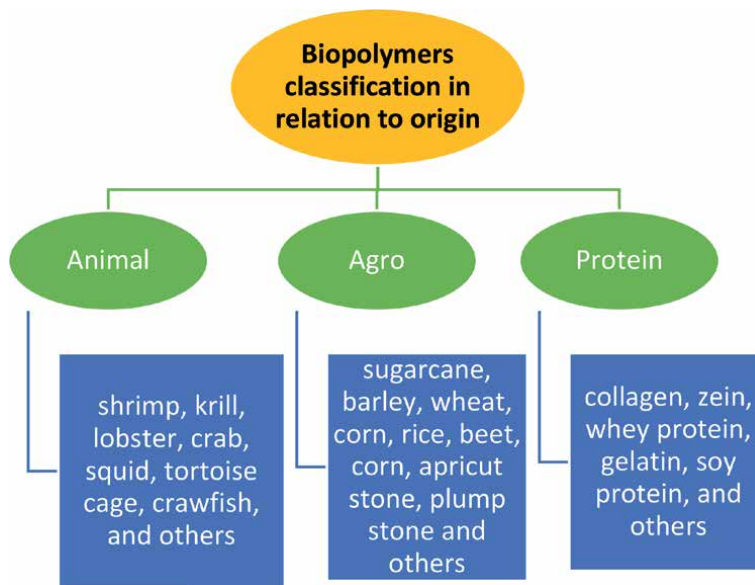 Biopolymers
classification in
relation to origin
Animal
Agro
Protein
shrimp, krill,
lobster, crab,
squid, tortoise
cage, crawfish,
and others
sugarcane,
barley, wheat,
corn, rice, beet,
corn, apricut
stone, plump
stone and
others
collagen, zein,
whey protein,
gelatin, soy
protein, and
others